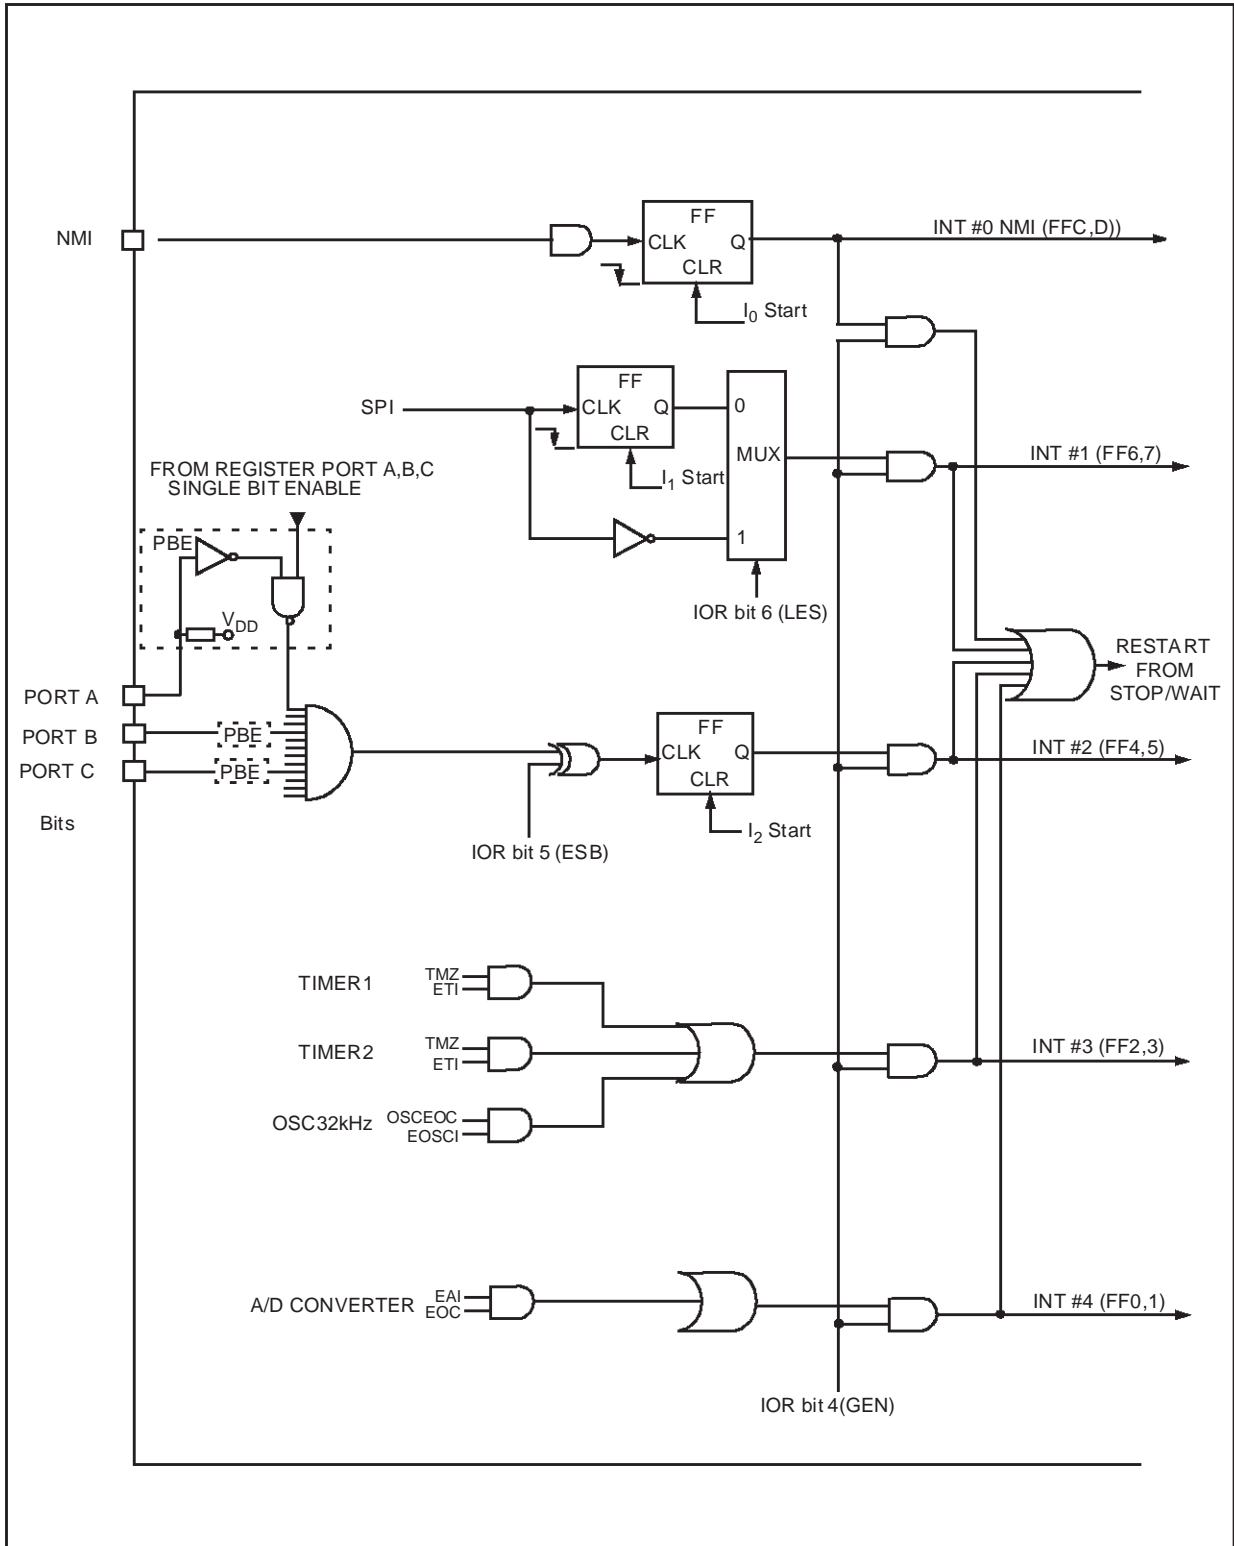 NMI
FF
CLK Q
CLR
I0 Start
INT #0 NMI (FFC,D))
SPI
FF
CLK Q
CLR
I1 Start
0
MUX
1
IOR bit 6 (LES)
INT #1 (FF6,7)
FROM REGISTER PORT A,B,C
SINGLE BIT ENABLE
PBE
VDD
PORT A
PORT B
PBE
PORT C
PBE
Bits
IOR bit 5 (ESB)
FF
CLK Q
CLR
I2 Start
RESTART
FROM
STOP/WAIT
INT #2 (FF4,5)
TIMER1
TMZ
ETI
TIMER2
TMZ
ETI
OSC32kHz
OSCEOC
EOSCI
INT #3 (FF2,3)
A/D CONVERTER
EAI
EOC
INT #4 (FF0,1)
IOR bit 4(GEN)